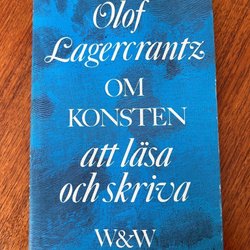 Olof
Lagercrantz
OM
KONSTEN
att läsa
och skriva
W&W